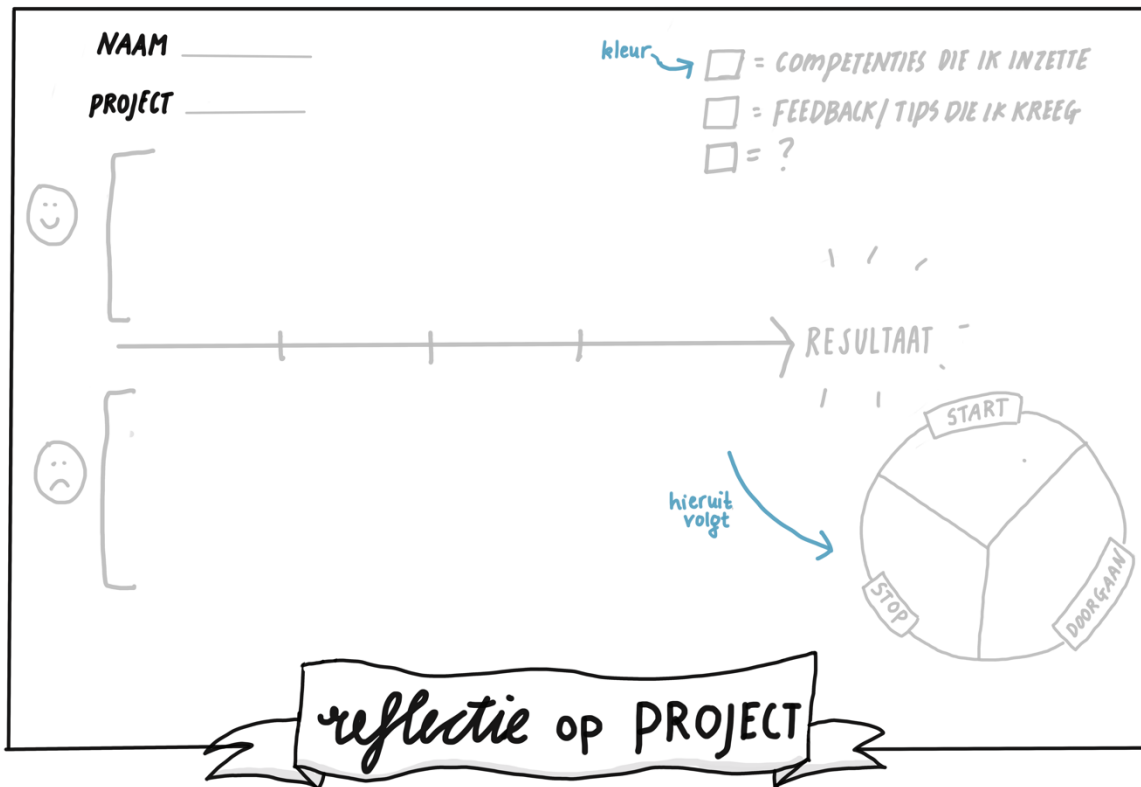 NAAM
PROJECT
kleur
= COMPETENTIES DIE IK INZETTE
= FEEDBACK/TIPS DIE IK KREEG
= ?
RESULTAAT
START
hieruit
volgt
STOP
DOORGAAN
reflectie op PROJECT